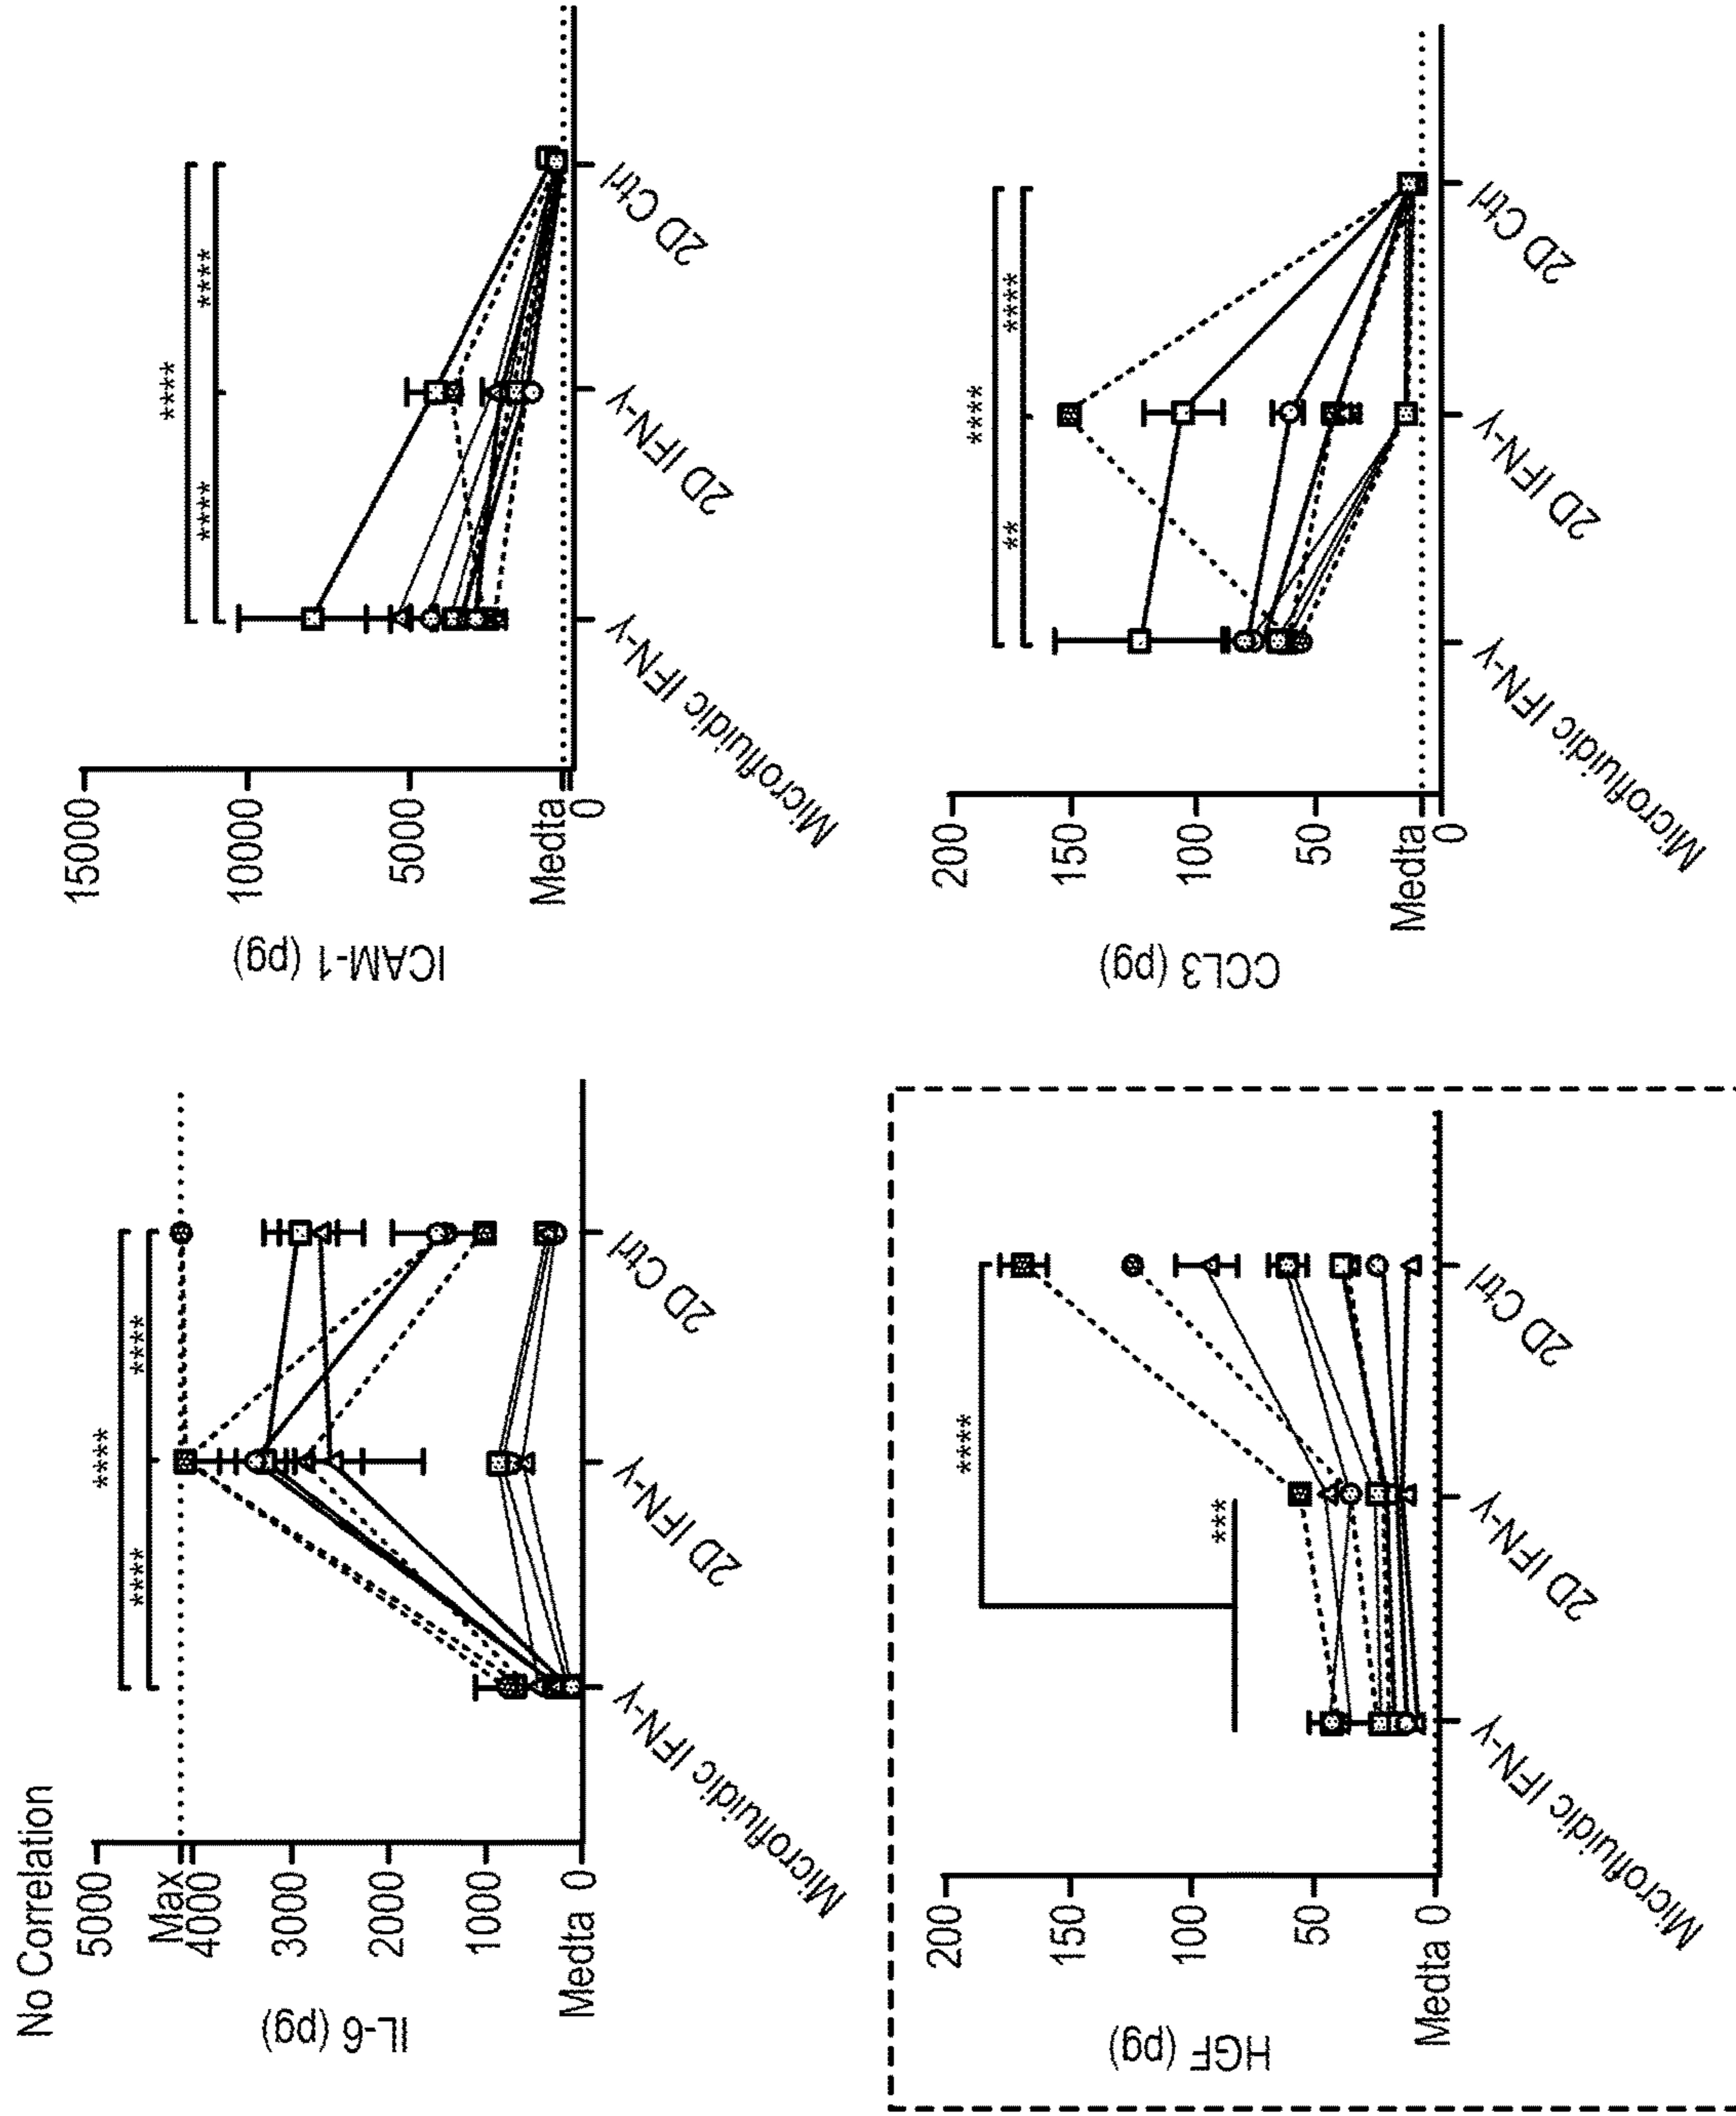 No Correlation
IL-6 (pg)
5000
Max
4000
3000
2000
1000
Medta 0
****
**** ****
Microfluidic IFN-γ
2D IFN-γ
2D Ctrl
ICAM-1 (pg)
15000
10000
5000
Medta
0
****
**** ****
Microfluidic IFN-γ
2D IFN-γ
2D Ctrl
HGF (pg)
200
150
100
50
Medta 0
****
***
Microfluidic IFN-γ
2D IFN-γ
2D Ctrl
CCL3 (pg)
200
150
100
50
Medta
0
****
** ****
Microfluidic IFN-γ
2D IFN-γ
2D Ctrl